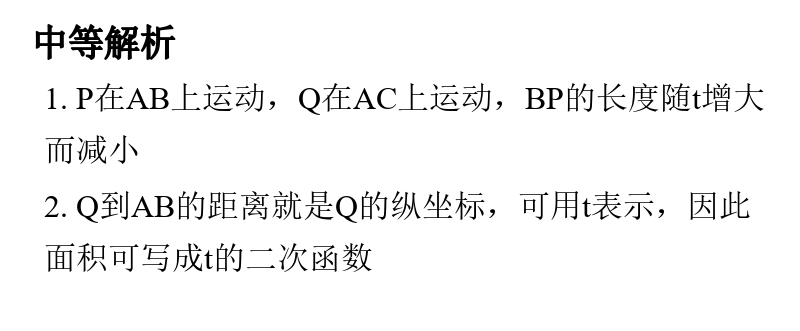 中等解析
1. P在AB上运动，Q在AC上运动，BP的长度随t增大
而减小
2. Q到AB的距离就是Q的纵坐标，可用t表示，因此
面积可写成t的二次函数